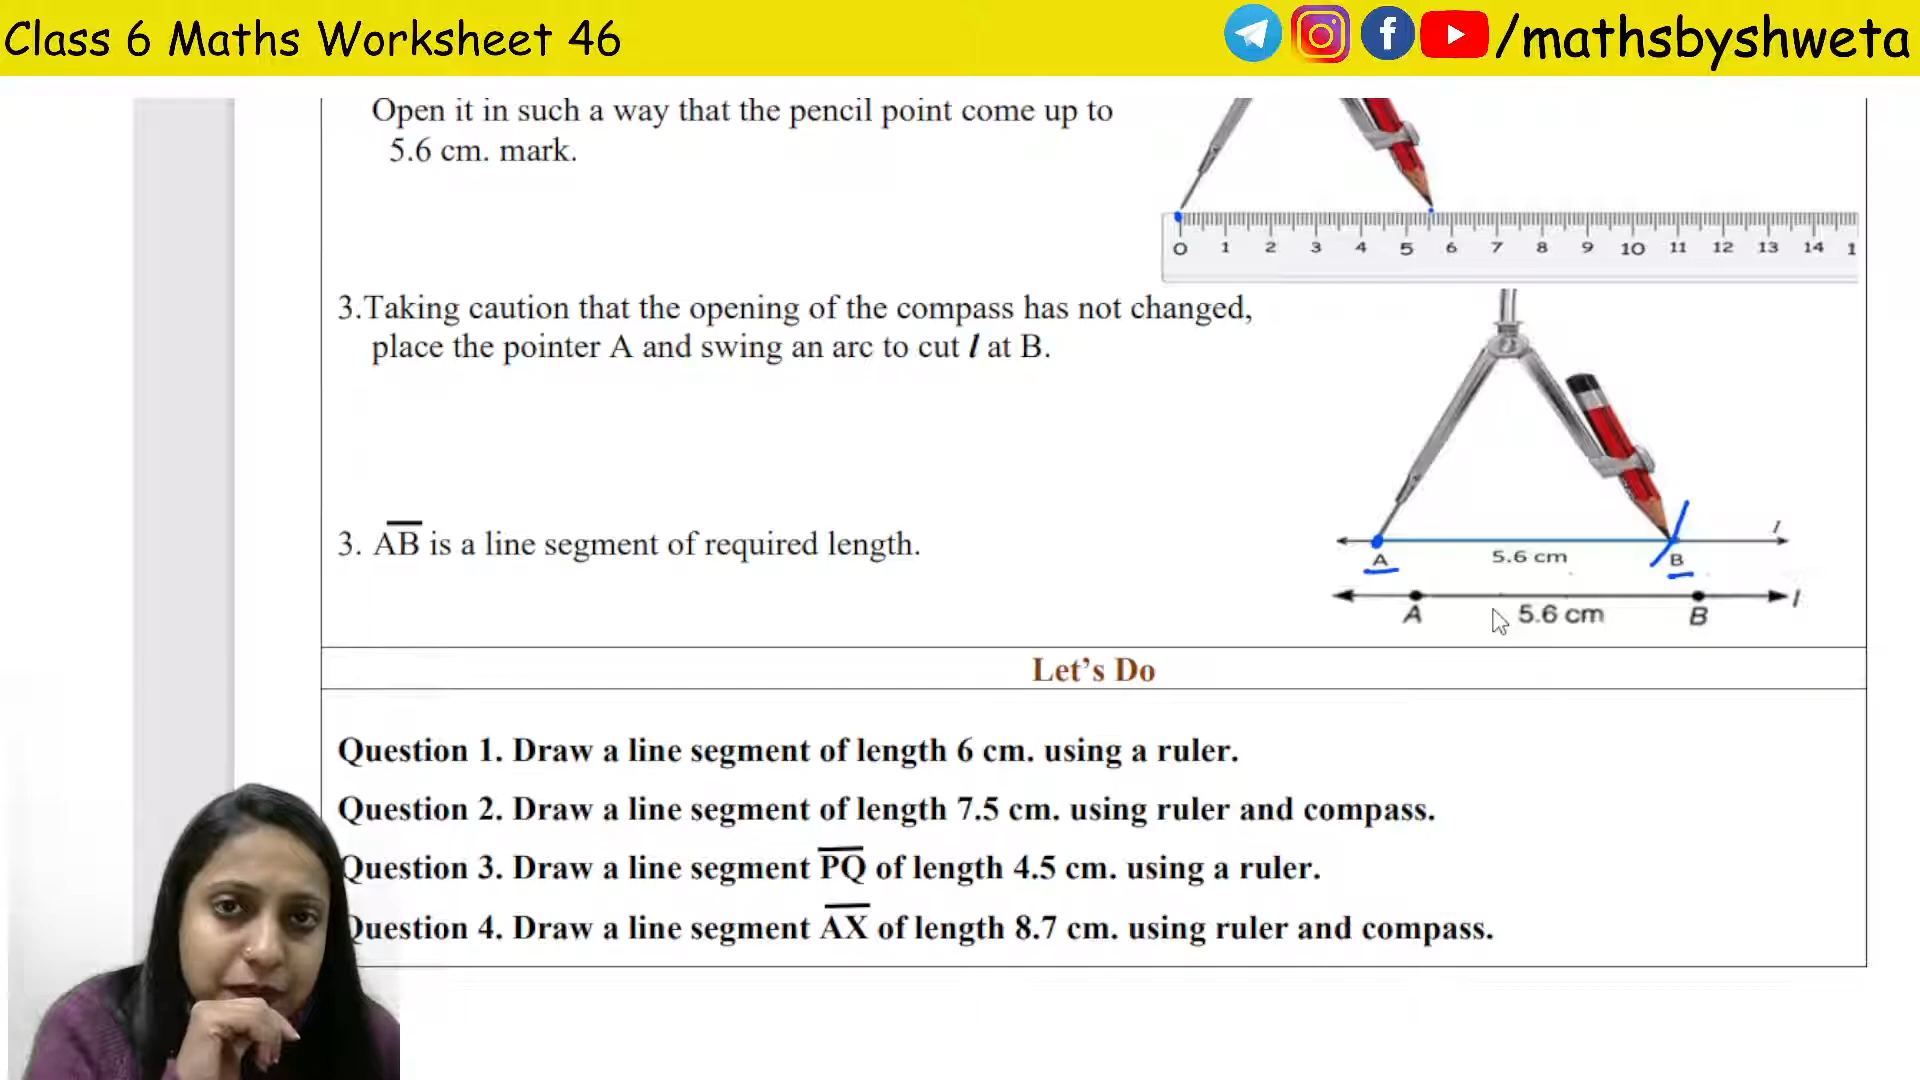 Class 6 Maths Worksheet 46
/mathsbyshweta
Open it in such a way that the pencil point come up to
5.6 cm. mark.
0 1 2 3 4 5 6 7 8 9 10 11 12 13 14 1
3.Taking caution that the opening of the compass has not changed,
place the pointer A and swing an arc to cut l at B.
3. AB is a line segment of required length.
l
A 5.6 cm B
l
A 5.6 cm B
Let’s Do
Question 1. Draw a line segment of length 6 cm. using a ruler.
Question 2. Draw a line segment of length 7.5 cm. using ruler and compass.
Question 3. Draw a line segment PQ of length 4.5 cm. using a ruler.
Question 4. Draw a line segment AX of length 8.7 cm. using ruler and compass.